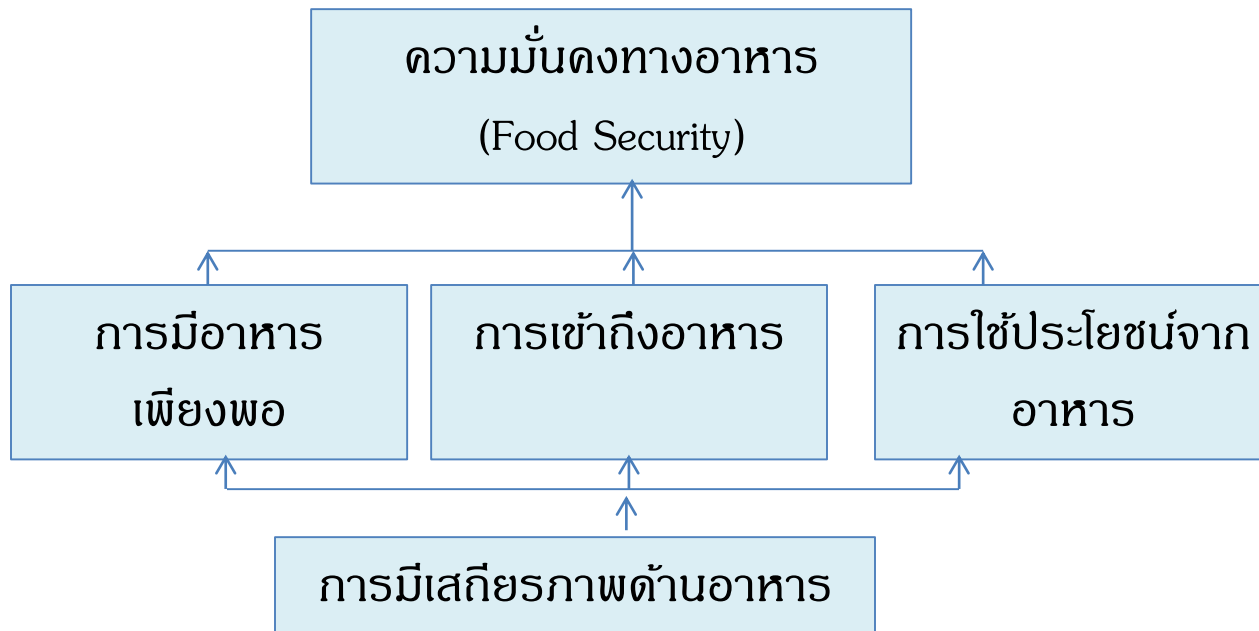 ความมั่นคงทางอาหาร
(Food Security)
การมีอาหาร
เพียงพอ
การเข้าถึงอาหาร
การใช้ประโยชน์จาก
อาหาร
การมีเสถียรภาพด้านอาหาร